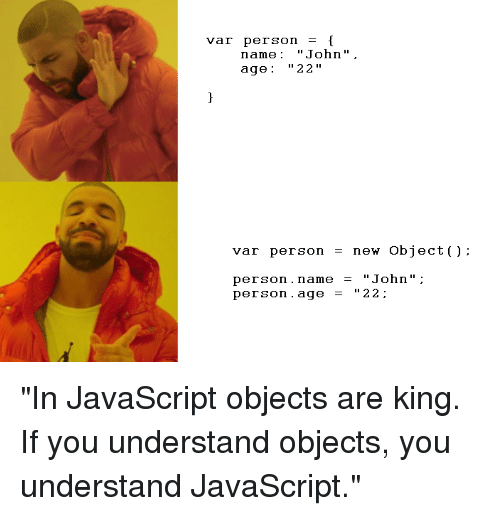 var person = {
name: "John",
age: "22"
}
var person = new Object();
person.name = "John";
person.age = "22;
"In JavaScript objects are king.
If you understand objects, you
understand JavaScript."